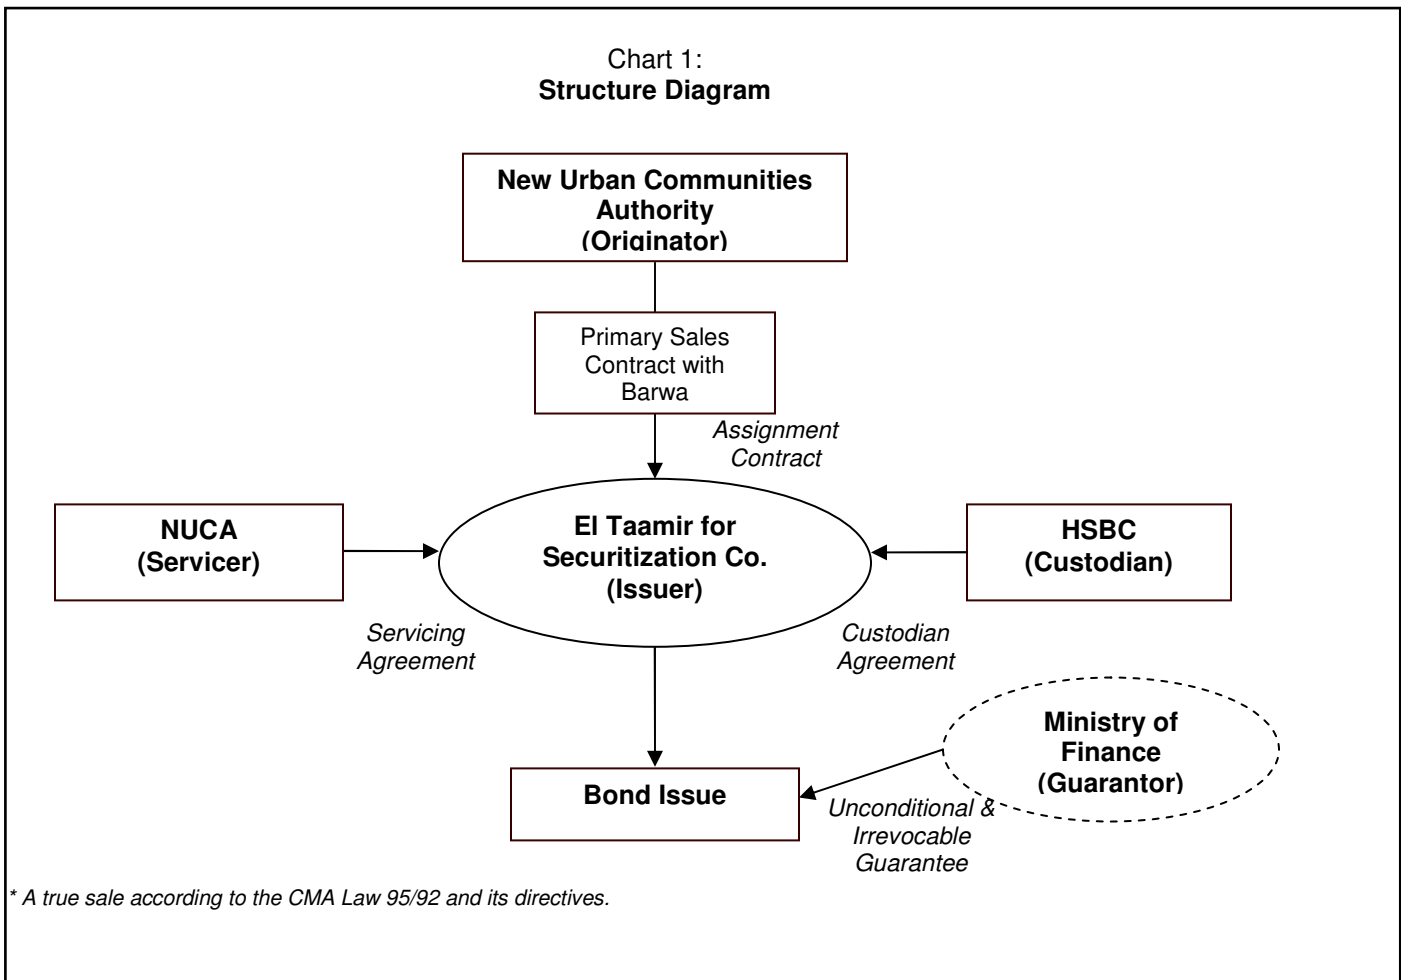 Chart 1:
Structure Diagram
New Urban Communities
Authority
(Originator)
Primary Sales
Contract with
Barwa
Assignment
Contract
NUCA
(Servicer)
El Taamir for
Securitization Co.
(Issuer)
HSBC
(Custodian)
Servicing
Agreement
Custodian
Agreement
Ministry of
Finance
(Guarantor)
Bond Issue
Unconditional &
Irrevocable
Guarantee
* A true sale according to the CMA Law 95/92 and its directives.